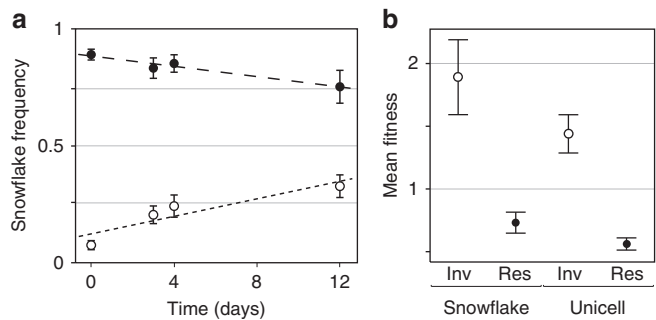 a
Snowflake frequency
1
0.5
0
0
4
8
12
Time (days)
b
Mean fitness
2
1
Inv
Res
Inv
Res
Snowflake
Unicell